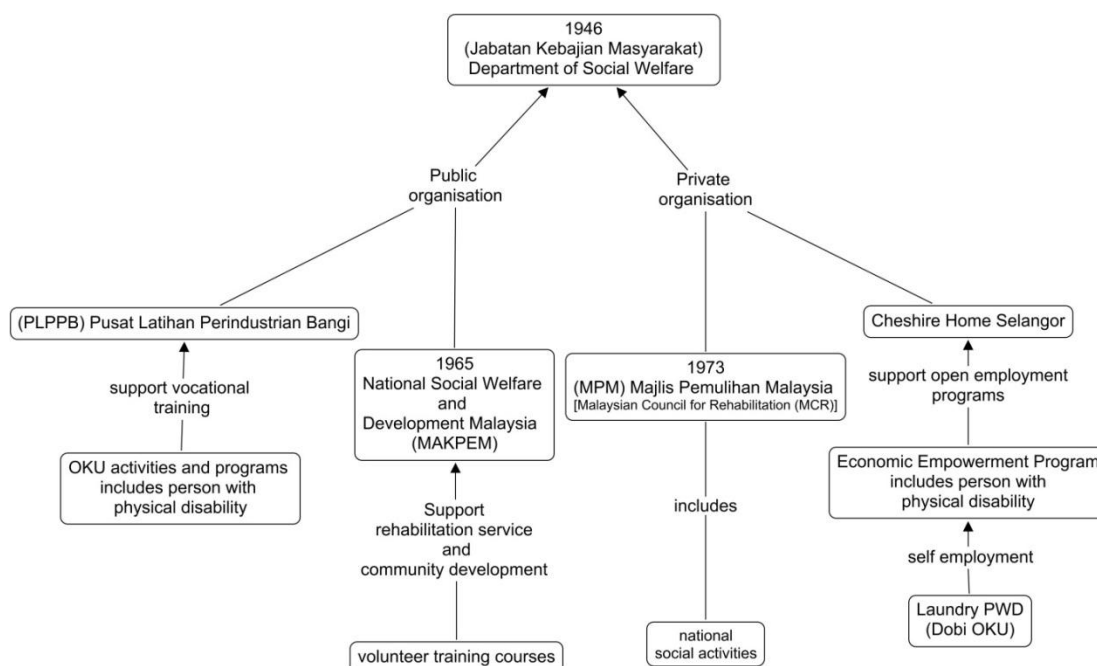 1946
(Jabatan Kebajian Masyarakat)
Department of Social Welfare
Public
organisation
Private
organisation
(PLPPB) Pusat Latihan Perindustrian Bangi
Cheshire Home Selangor
1965
National Social Welfare
and
Development Malaysia
(MAKPEM)
1973
(MPM) Majlis Pemulihan Malaysia
[Malaysian Council for Rehabilitation (MCR)]
support vocational
training
support open employment
programs
OKU activities and programs
includes person with
physical disability
Economic Empowerment Program
includes person with
physical disability
Support
rehabilitation service
and
community development
includes
self employment
Laundry PWD
(Dobi OKU)
volunteer training courses
national
social activities